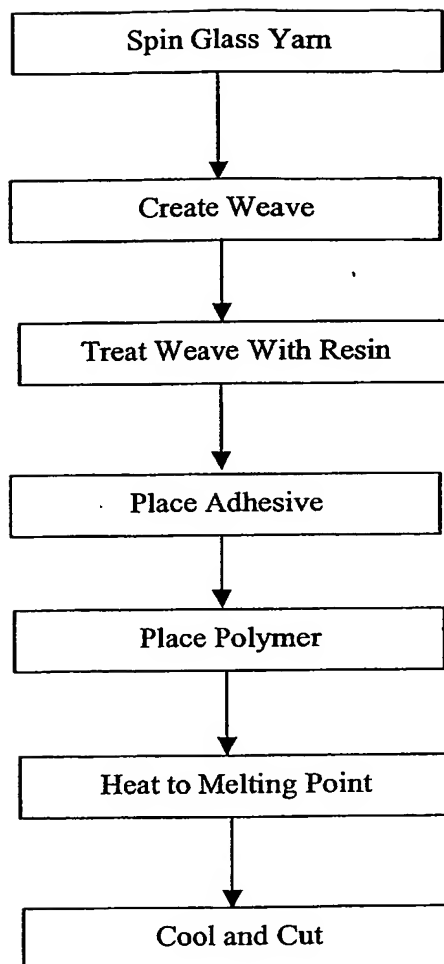 Spin Glass Yarn
Create Weave
Treat Weave With Resin
Place Adhesive
Place Polymer
Heat to Melting Point
Cool and Cut